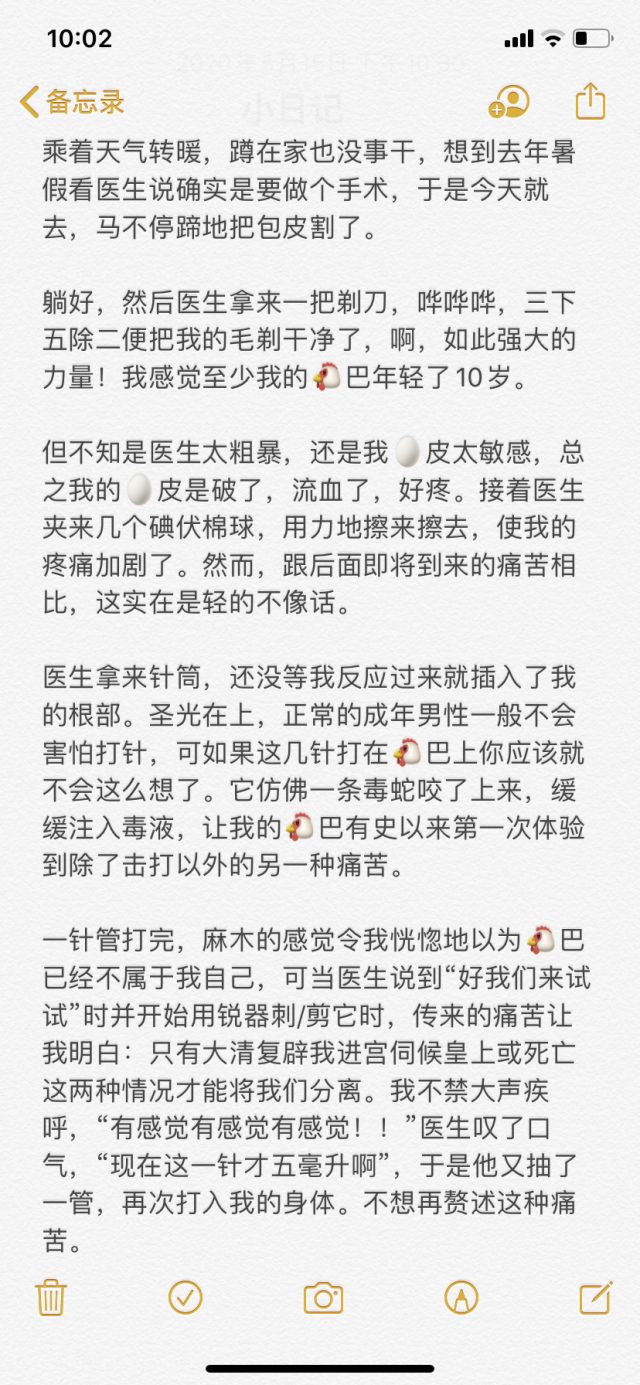 10:02
备忘录
小日记
乘着天气转暖，蹲在家也没事干，想到去年暑
假看医生说确实是要做个手术，于是今天就
去，马不停蹄地把包皮割了。
躺好，然后医生拿来一把剃刀，哗哗哗，三下
五除二便把我的毛剃干净了，啊，如此强大的
力量！我感觉至少我的🐔巴年轻了10岁。
但不知是医生太粗暴，还是我🥚皮太敏感，总
之我的🥚皮是破了，流血了，好疼。接着医生
夹来几个碘伏棉球，用力地擦来擦去，使我的
疼痛加剧了。然而，跟后面即将到来的痛苦相
比，这实在是轻的不像话。
医生拿来针筒，还没等我反应过来就插入了我
的根部。圣光在上，正常的成年男性一般不会
害怕打针，可如果这几针打在🐔巴上你应该就
不会这么想了。它仿佛一条毒蛇咬了上来，缓
缓注入毒液，让我的🐔巴有史以来第一次体验
到除了击打以外的另一种痛苦。
一针管打完，麻木的感觉令我恍惚地以为🐔巴
已经不属于我自己，可当医生说到“好我们来试
试”时并开始用锐器刺/剪它时，传来的痛苦让
我明白：只有大清复辟我进宫伺候皇上或死亡
这两种情况才能将我们分离。我不禁大声疾
呼，“有感觉有感觉有感觉！！”医生叹了口
气，“现在这一针才五毫升啊”，于是他又抽了
一管，再次打入我的身体。不想再赘述这种痛
苦。